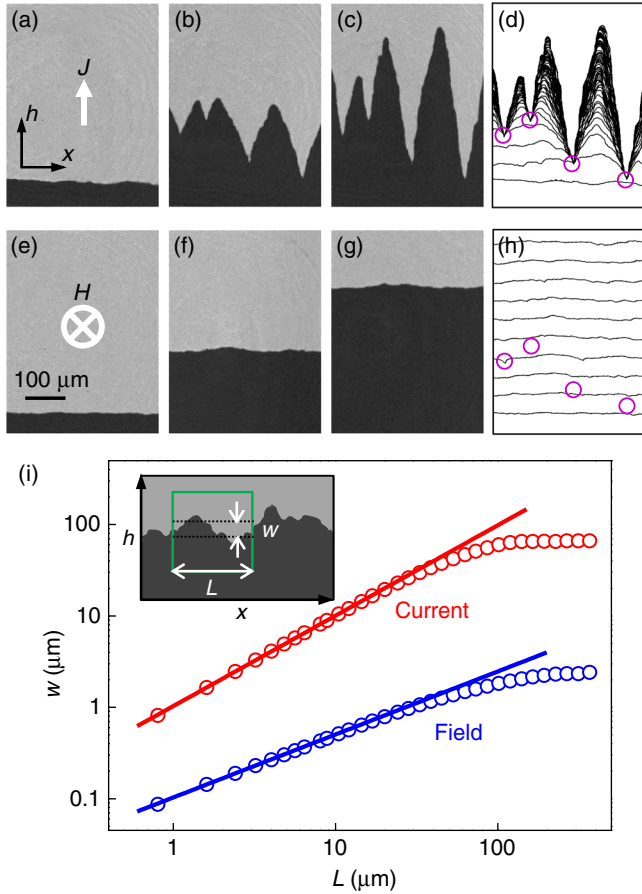 (a)
J
h
x
(b)
(c)
(d)
(e)
H
100 μm
(f)
(g)
(h)
(i)
100
10
1
0.1
w (μm)
h
w
L
x
Current
Field
1
10
100
L (μm)